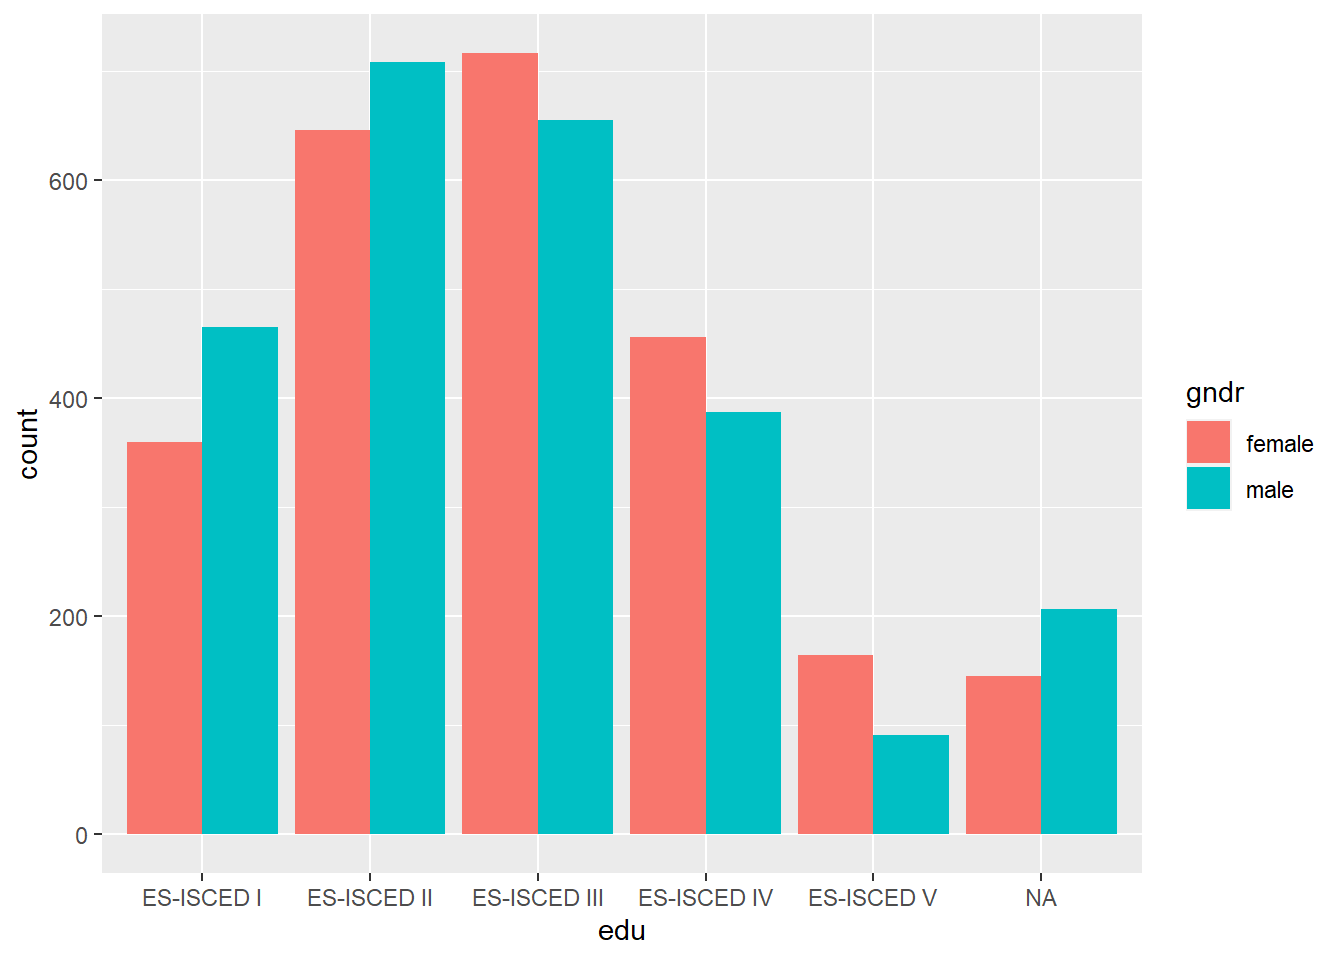 count
600
400
200
0
ES-ISCED I
ES-ISCED II
ES-ISCED III
ES-ISCED IV
ES-ISCED V
NA
edu
gndr
female
male